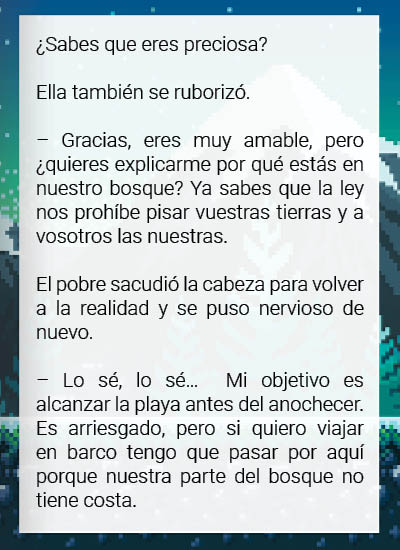 ¿Sabes que eres preciosa?
Ella también se ruborizó.
– Gracias, eres muy amable, pero
¿quieres explicarme por qué estás en
nuestro bosque? Ya sabes que la ley
nos prohíbe pisar vuestras tierras y a
vosotros las nuestras.
El pobre sacudió la cabeza para volver
a la realidad y se puso nervioso de
nuevo.
– Lo sé, lo sé... Mi objetivo es
alcanzar la playa antes del anochecer.
Es arriesgado, pero si quiero viajar
en barco tengo que pasar por aquí
porque nuestra parte del bosque no
tiene costa.